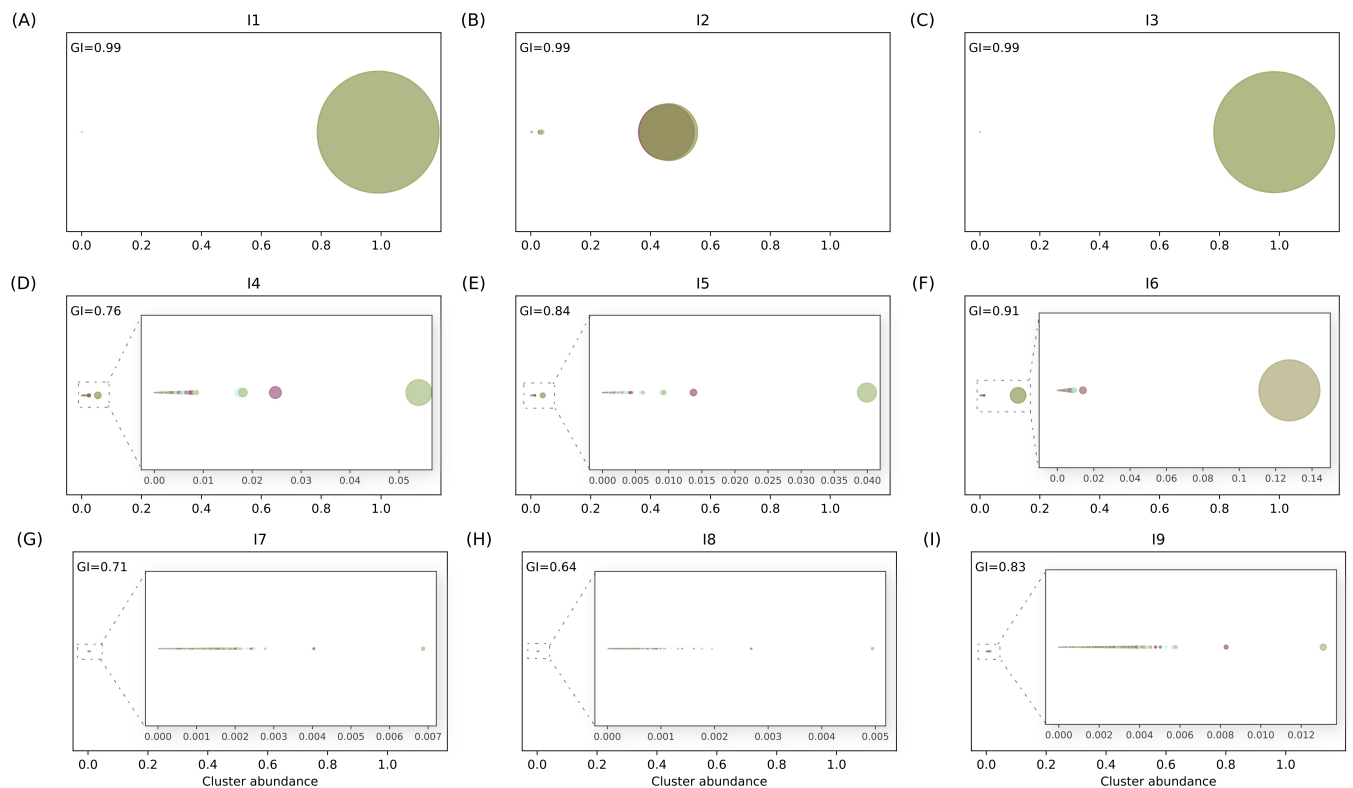 (A) I1 (B) I2 (C) I3
GI=0.99 GI=0.99 GI=0.99
0.0 0.2 0.4 0.6 0.8 1.0 0.0 0.2 0.4 0.6 0.8 1.0 0.0 0.2 0.4 0.6 0.8 1.0
(D) I4 (E) I5 (F) I6
GI=0.76 GI=0.84 GI=0.91
0.00 0.01 0.02 0.03 0.04 0.05 0.000 0.005 0.010 0.015 0.020 0.025 0.030 0.035 0.040 0.0 0.02 0.04 0.06 0.08 0.1 0.12 0.14
0.0 0.2 0.4 0.6 0.8 1.0 0.0 0.2 0.4 0.6 0.8 1.0 0.0 0.2 0.4 0.6 0.8 1.0
(G) I7 (H) I8 (I) I9
GI=0.71 GI=0.64 GI=0.83
0.000 0.001 0.002 0.003 0.004 0.005 0.006 0.007 0.000 0.001 0.002 0.003 0.004 0.005 0.000 0.002 0.004 0.006 0.008 0.010 0.012
0.0 0.2 0.4 0.6 0.8 1.0 0.0 0.2 0.4 0.6 0.8 1.0 0.0 0.2 0.4 0.6 0.8 1.0
Cluster abundance Cluster abundance Cluster abundance